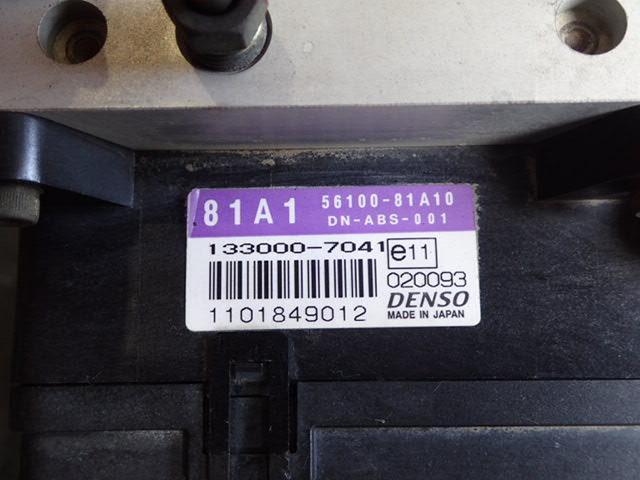 81A1 56100-81A10
DN-ABS-001
133000-7041 e11
020093
1101849012 DENSO
MADE IN JAPAN